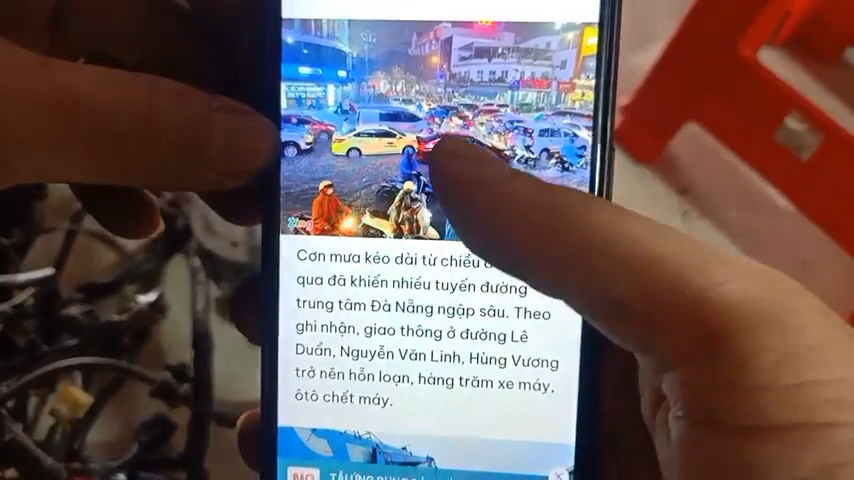 Zing
Cơn mưa kéo dài từ chiều
qua đã khiến nhiều tuyến đường
trung tâm Đà Nẵng ngập sâu. Theo
ghi nhận, giao thông ở đường Lê
Duẩn, Nguyễn Văn Linh, Hùng Vương
trở nên hỗn loạn, hàng trăm xe máy,
ôtô chết máy.